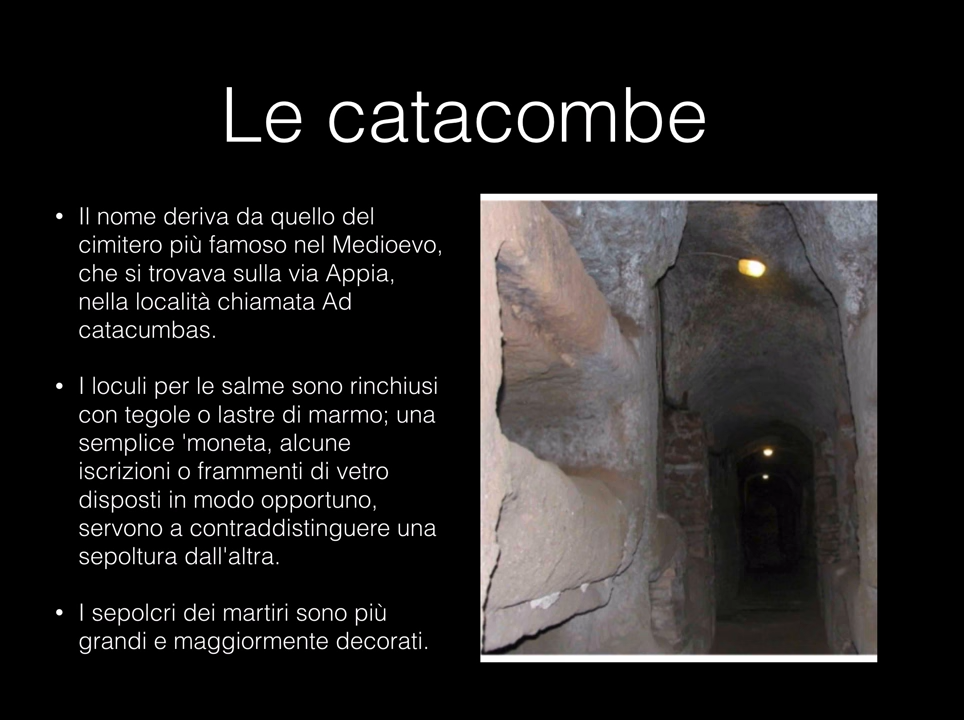 Le catacombe
• Il nome deriva da quello del
cimitero più famoso nel Medioevo,
che si trovava sulla via Appia,
nella località chiamata Ad
catacumbas.
• I loculi per le salme sono rinchiusi
con tegole o lastre di marmo; una
semplice 'moneta, alcune
iscrizioni o frammenti di vetro
disposti in modo opportuno,
servono a contraddistinguere una
sepoltura dall'altra.
• I sepolcri dei martiri sono più
grandi e maggiormente decorati.